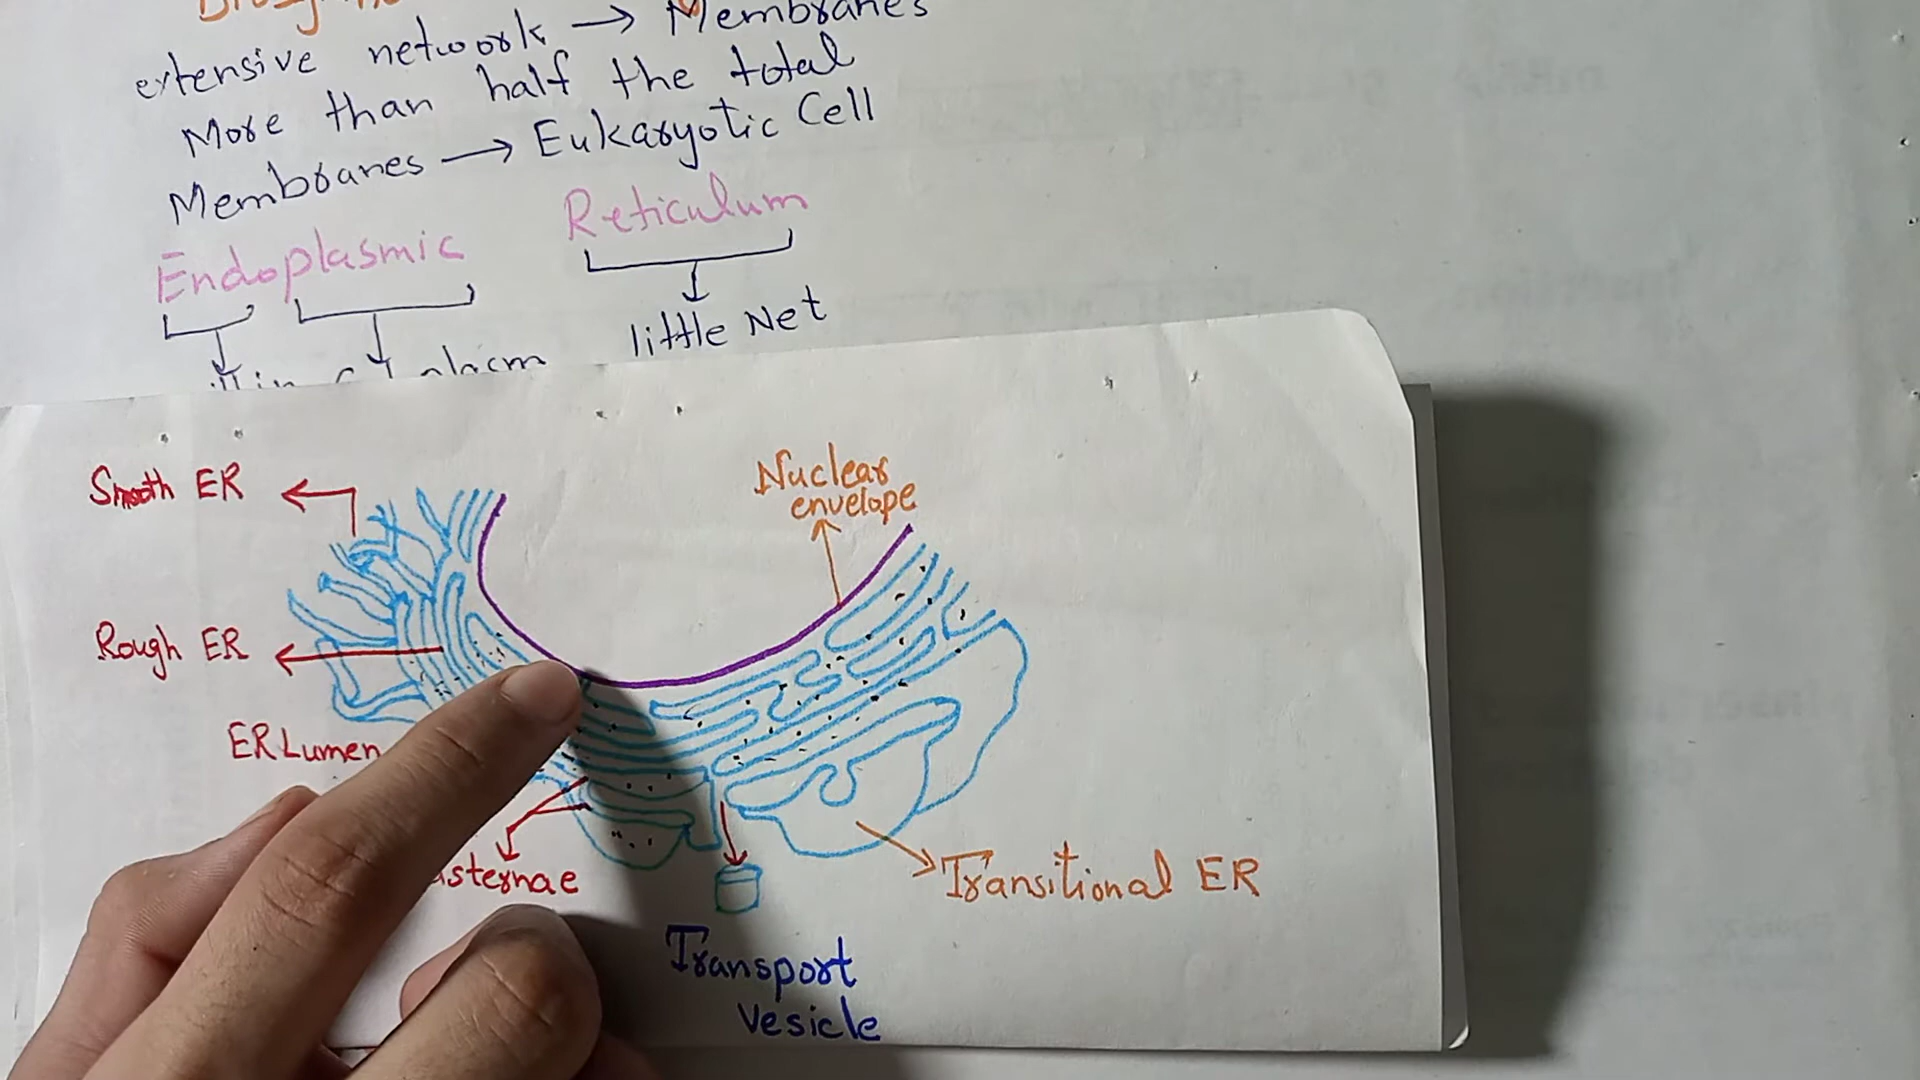 extensive network → Membranes
More than half the total
Membranes → Eukaryotic Cell
Endoplasmic Reticulum
little Net
Smooth ER
Nuclear
envelope
Rough ER
ER Lumen
Transitional ER
Transport
Vesicle